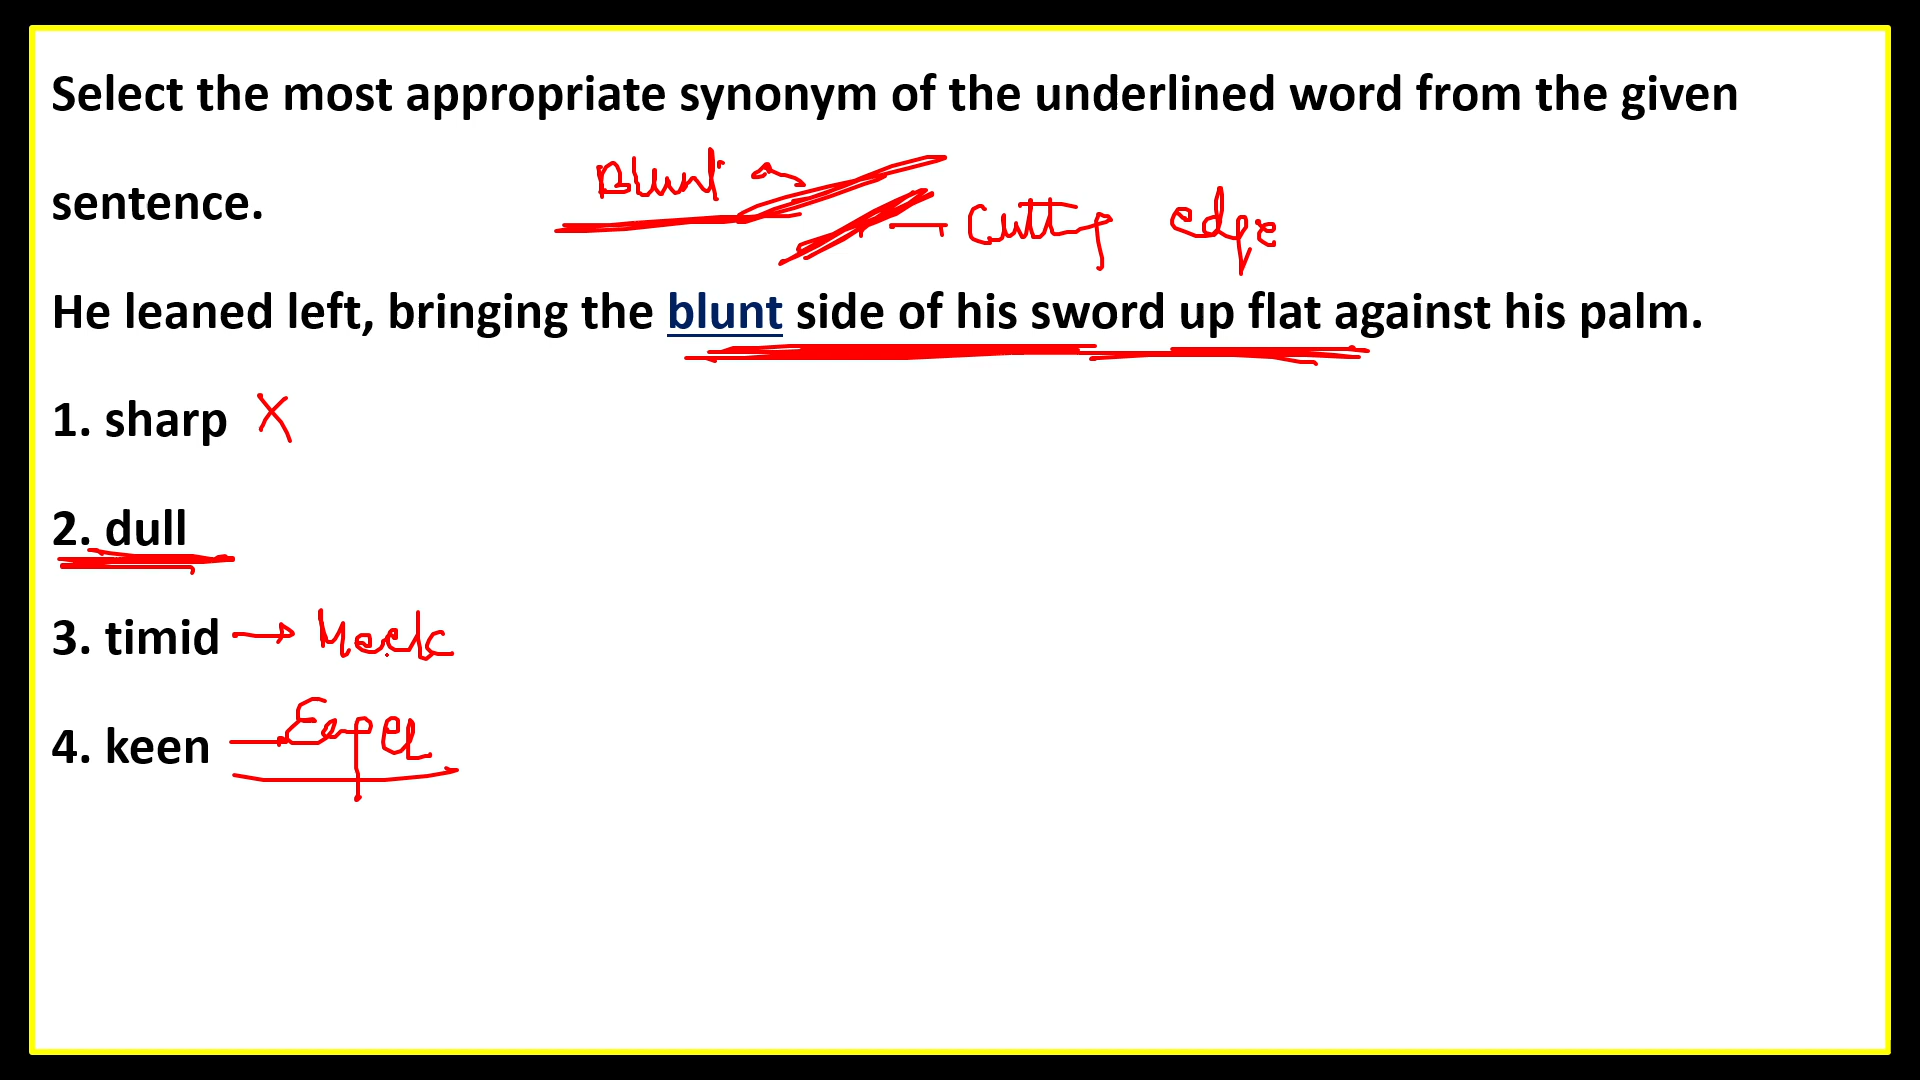 Select the most appropriate synonym of the underlined word from the given
Blunt
sentence.
Cutting edge
He leaned left, bringing the blunt side of his sword up flat against his palm.
1. sharp X
2. dull
3. timid → Meek
4. keen — Eager